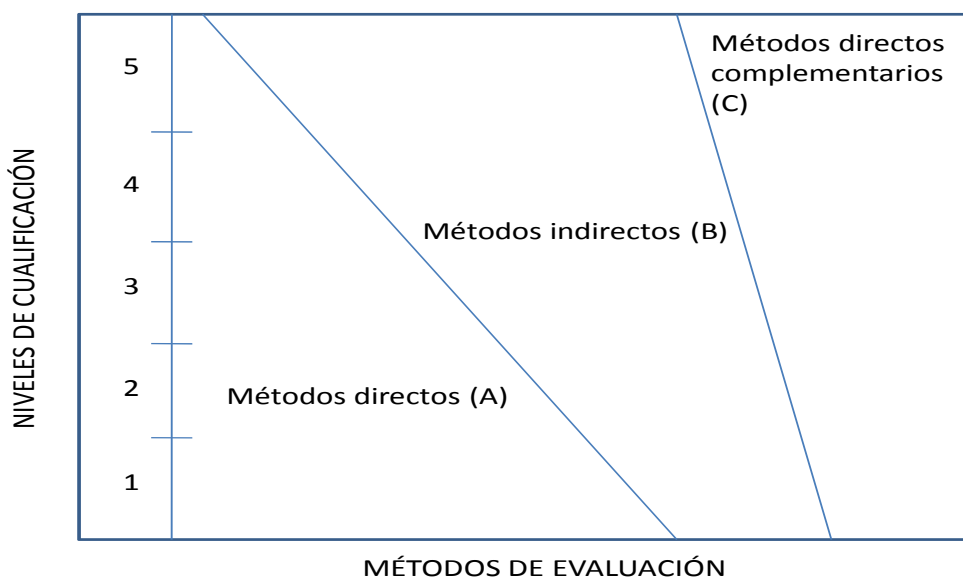 NIVELES DE CUALIFICACIÓN
5
4
3
2
1
Métodos directos
complementarios
(C)
Métodos indirectos (B)
Métodos directos (A)
MÉTODOS DE EVALUACIÓN